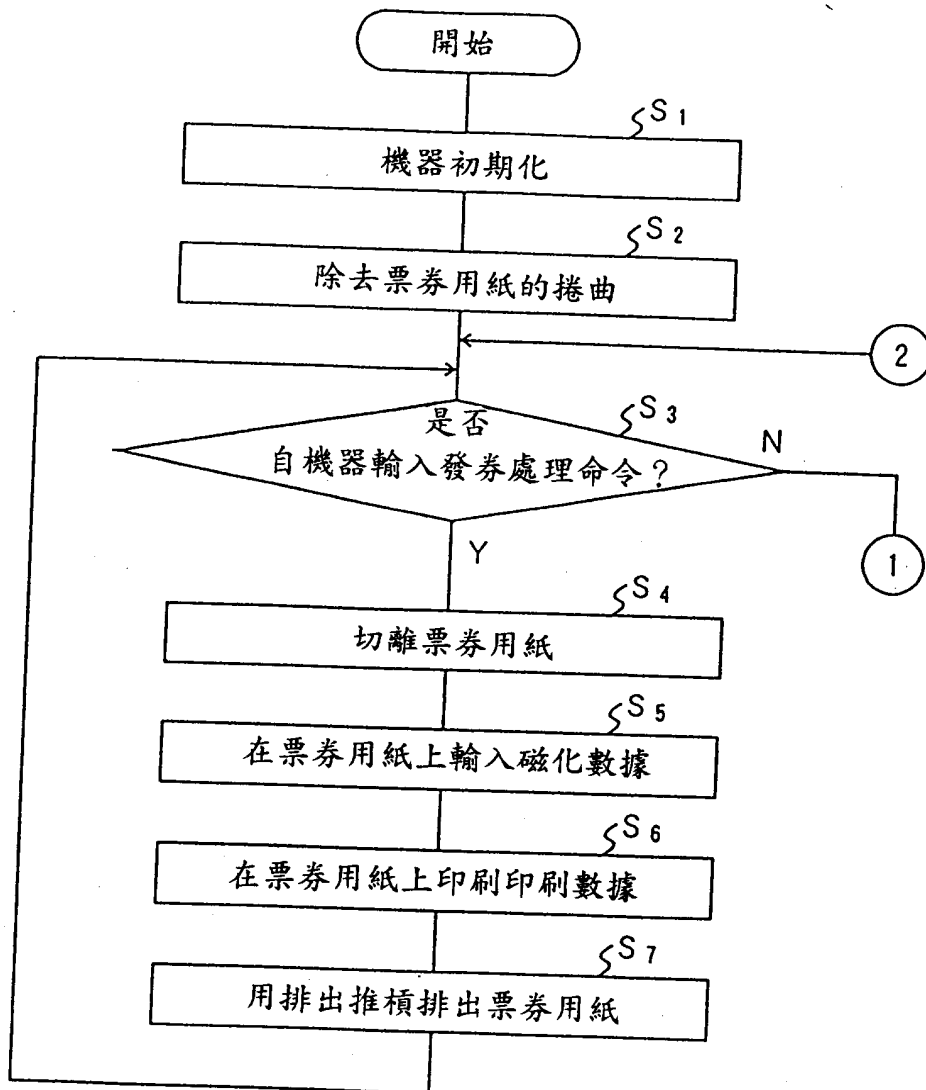 開始
S1
機器初期化
S2
除去票券用紙的捲曲
2
S3
是否
自機器輸入發券處理命令?
N
1
Y
S4
切離票券用紙
S5
在票券用紙上輸入磁化數據
S6
在票券用紙上印刷印刷數據
S7
用排出推槓排出票券用紙